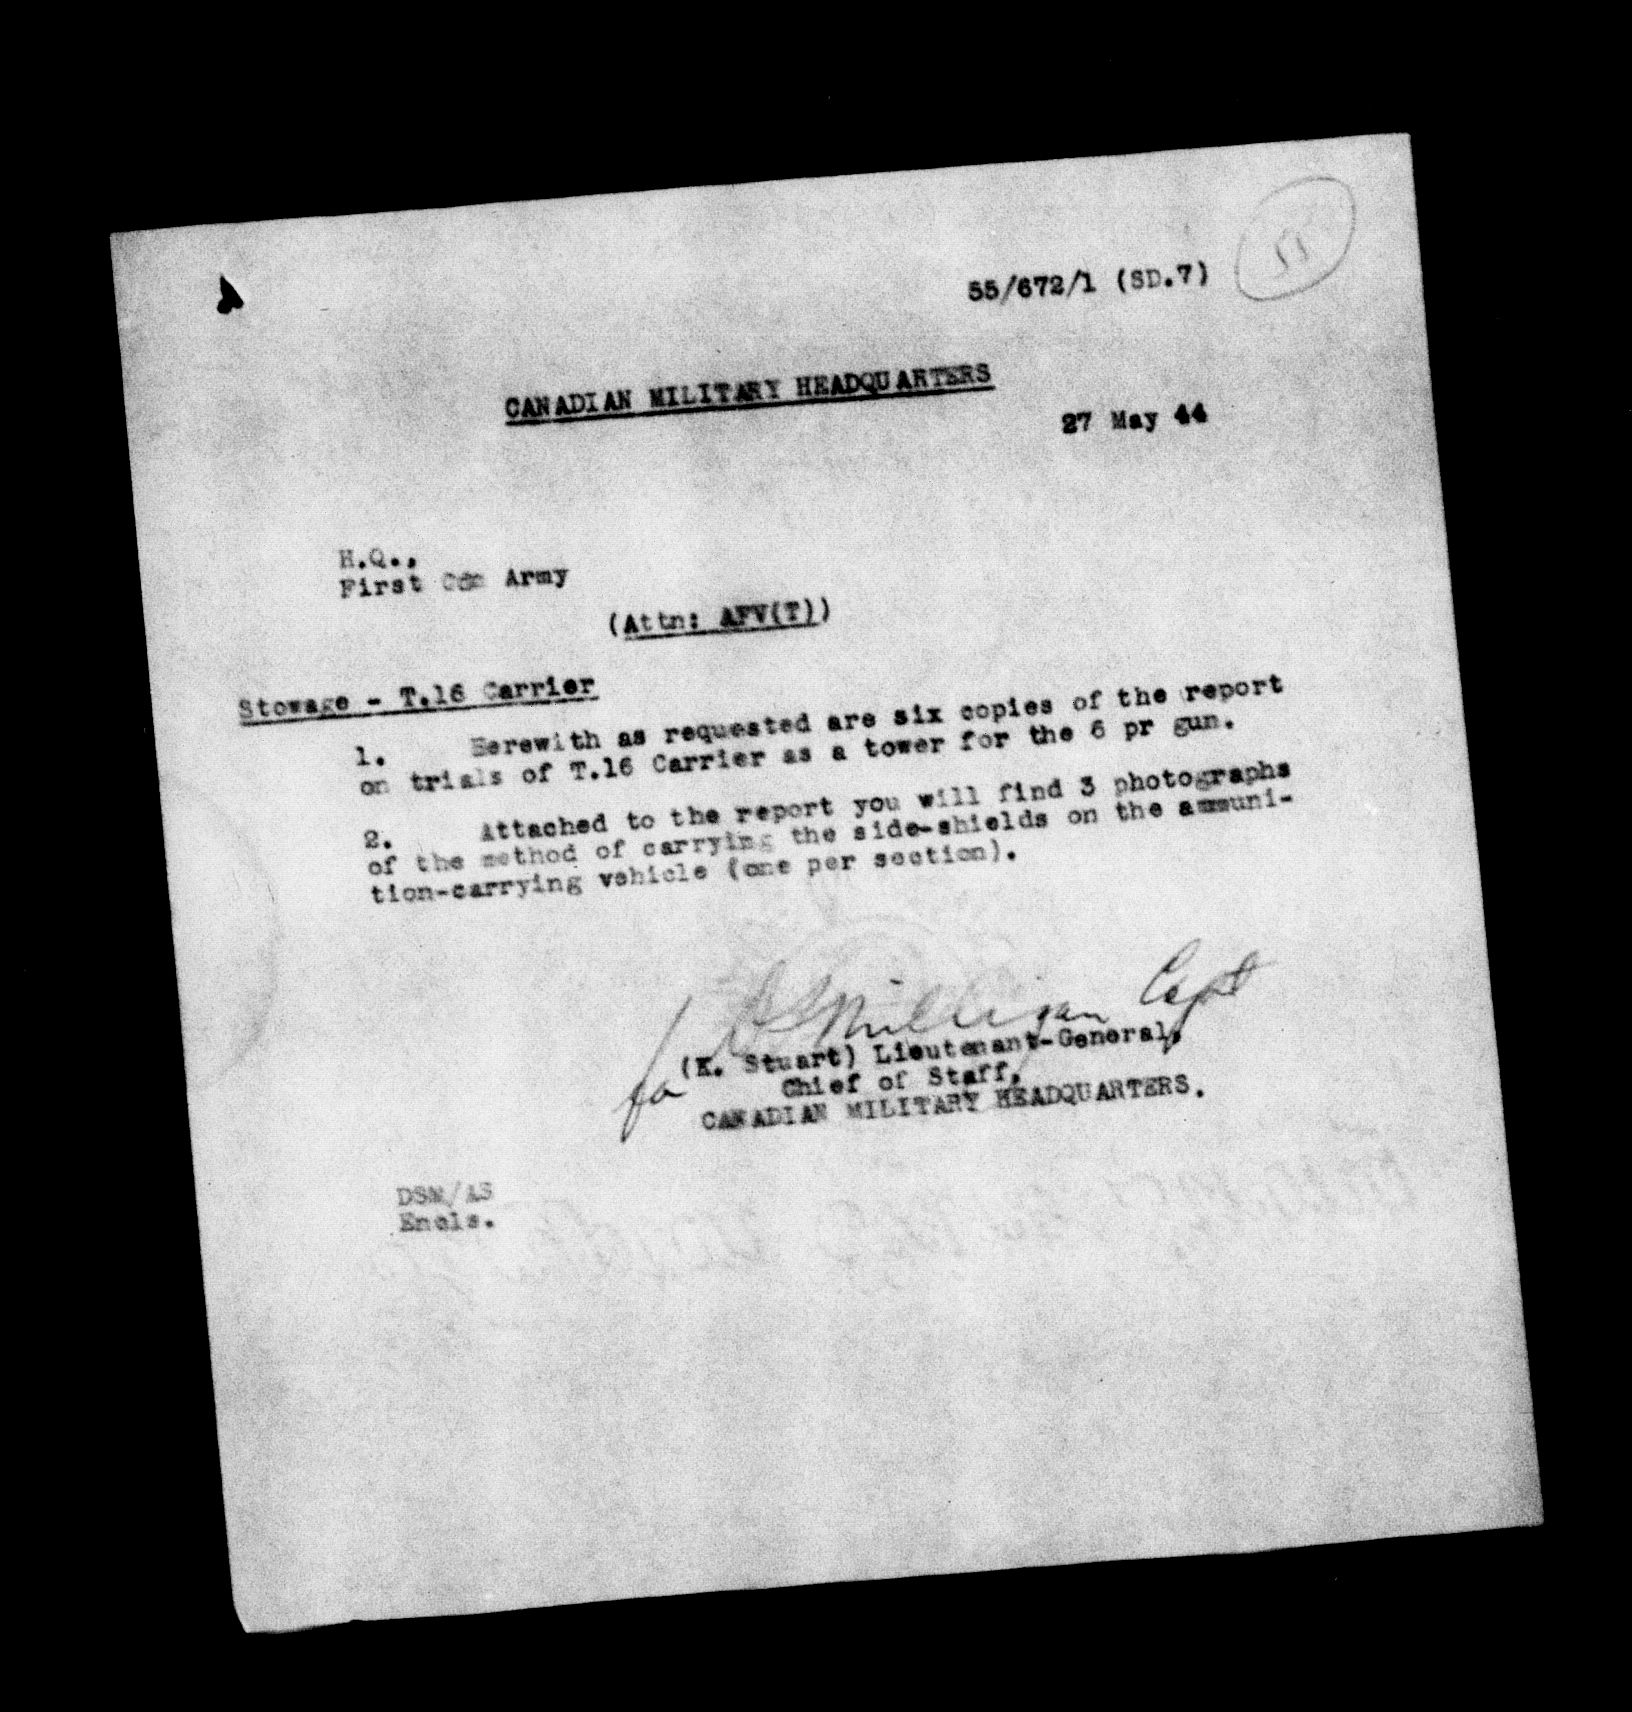 55/672/1 (SD.7)
CANADIAN MILITARY HEADQUARTERS
27 May 44
H.Q.,
First Cdn Army
(Attn: AFV(T))
Stowage - T.16 Carrier
1. Herewith as requested are six copies of the report
on trials of T.16 Carrier as a tower for the 6 pr gun.
2. Attached to the report you will find 3 photographs
of the method of carrying the side-shields on the ammuni-
tion-carrying vehicle (one per section).
DSMilligan Capt
for (K. Stuart) Lieutenant-General,
Chief of Staff,
CANADIAN MILITARY HEADQUARTERS.
DSM/AS
Encls.